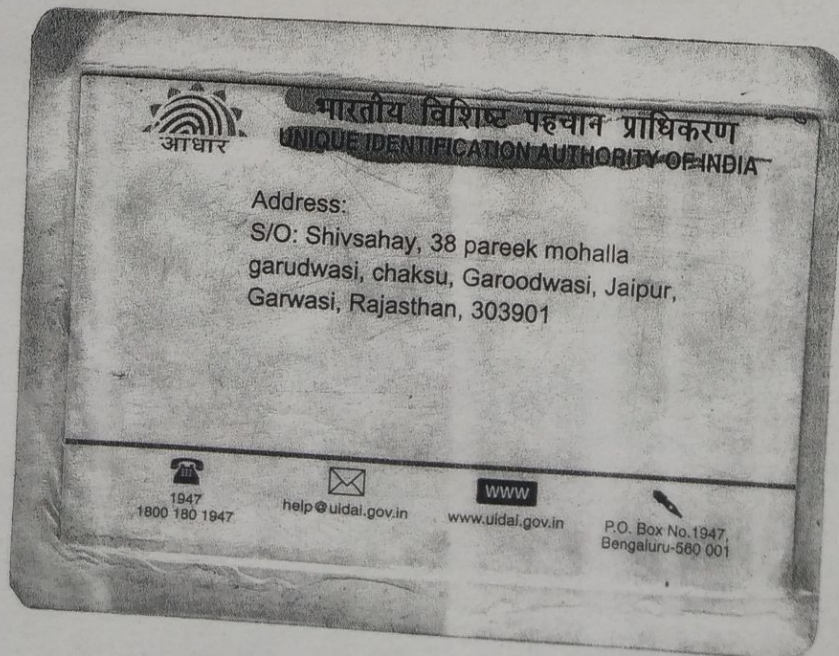 भारतीय विशिष्ट पहचान प्राधिकरण
आधार
UNIQUE IDENTIFICATION AUTHORITY OF INDIA
Address:
S/O: Shivsahay, 38 pareek mohalla
garudwasi, chaksu, Garoodwasi, Jaipur,
Garwasi, Rajasthan, 303901
1947
1800 180 1947
help@uidai.gov.in
WWW
www.uidai.gov.in
P.O. Box No.1947,
Bengaluru-560 001